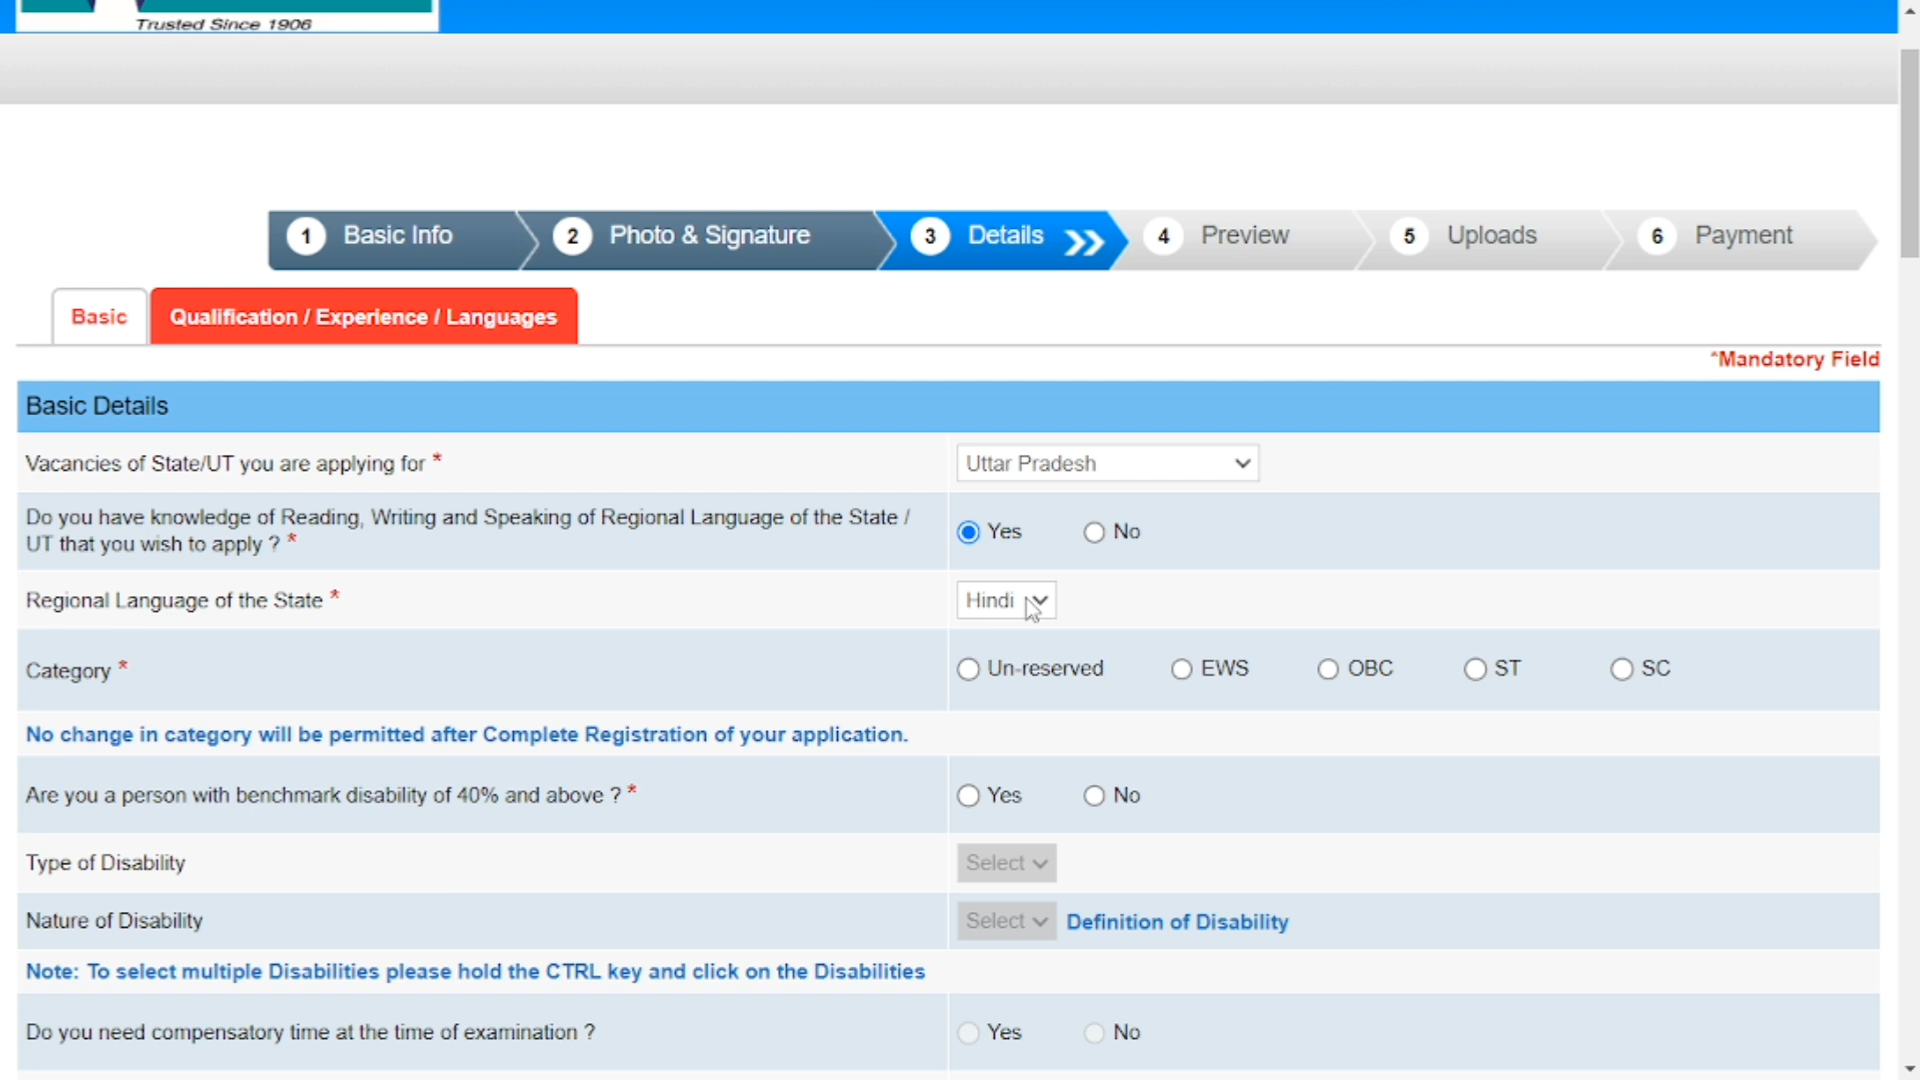 Trusted Since 1906
1 Basic Info 2 Photo & Signature 3 Details 4 Preview 5 Uploads 6 Payment
Basic Qualification / Experience / Languages
*Mandatory Field
Basic Details
Vacancies of State/UT you are applying for * Uttar Pradesh
Do you have knowledge of Reading, Writing and Speaking of Regional Language of the State /
UT that you wish to apply ? * Yes No
Regional Language of the State * Hindi
Category * Un-reserved EWS OBC ST SC
No change in category will be permitted after Complete Registration of your application.
Are you a person with benchmark disability of 40% and above ? * Yes No
Type of Disability Select
Nature of Disability Select Definition of Disability
Note: To select multiple Disabilities please hold the CTRL key and click on the Disabilities
Do you need compensatory time at the time of examination ? Yes No